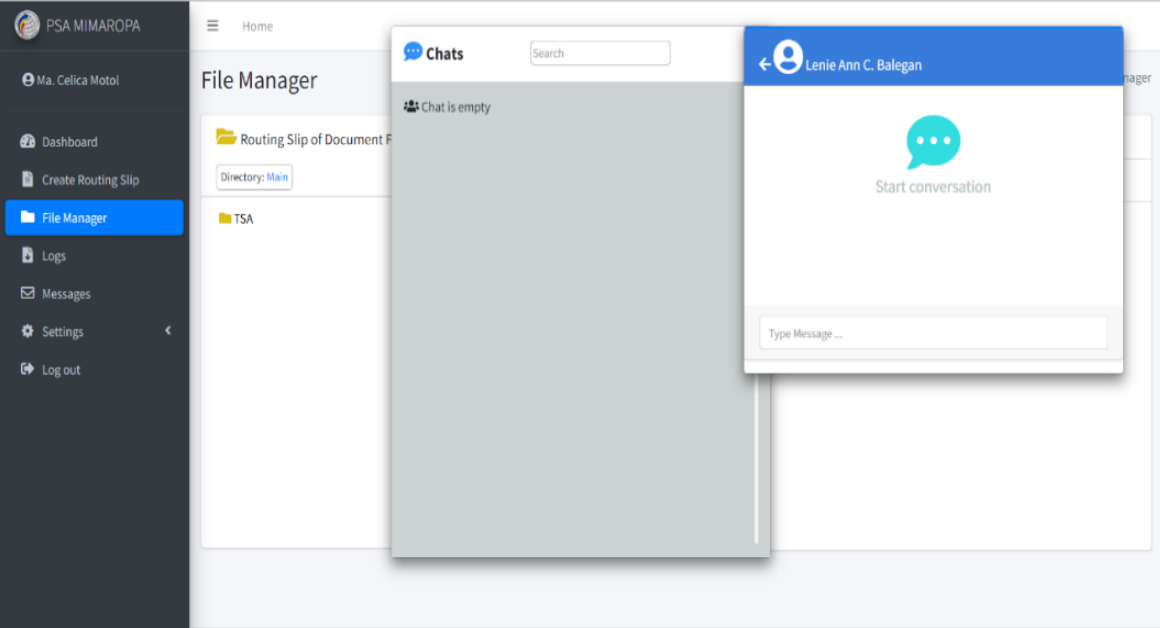 PSA MIMAROPA
Ma. Celica Motol
Dashboard
Create Routing Slip
File Manager
Logs
Messages
Settings
Log out
Home
File Manager
Routing Slip of Document F
Directory: Main
TSA
Chats
Search
Chat is empty
Lenie Ann C. Balegan
nager
Start conversation
Type Message ...